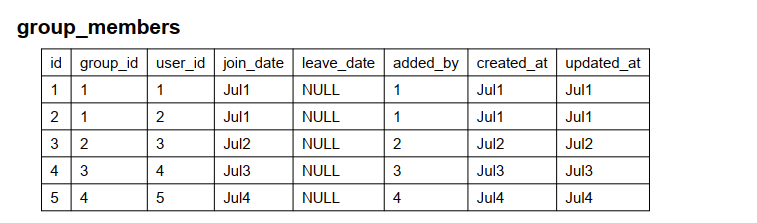 group_members
id group_id user_id join_date leave_date added_by created_at updated_at
1 1 1 Jul1 NULL 1 Jul1 Jul1
2 1 2 Jul1 NULL 1 Jul1 Jul1
3 2 3 Jul2 NULL 2 Jul2 Jul2
4 3 4 Jul3 NULL 3 Jul3 Jul3
5 4 5 Jul4 NULL 4 Jul4 Jul4